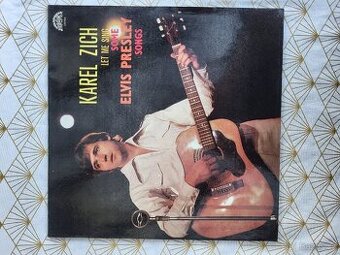 KAREL ZICH
LET ME SING
SOME
ELVIS PRESLEY
SONGS